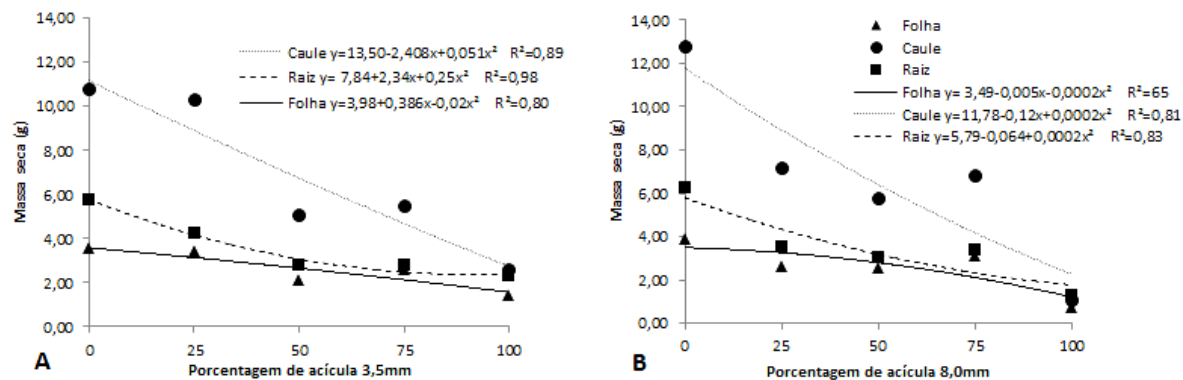 14,00
12,00
10,00
8,00
6,00
4,00
2,00
0,00
Massa seca (g)
Caule y=13,50-2,408x+0,051x² R²=0,89
Raiz y= 7,84+2,34x+0,25x² R²=0,98
Folha y=3,98+0,386x-0,02x² R²=0,80
0 25 50 75 100
A Porcentagem de acícula 3,5mm
14,00
12,00
10,00
8,00
6,00
4,00
2,00
0,00
Massa seca (g)
Folha
Caule
Raiz
Folha y= 3,49-0,005x-0,0002x² R²=65
Caule y=11,78-0,12x+0,0002x² R²=0,81
Raiz y=5,79-0,064+0,0002x² R²=0,83
0 25 50 75 100
B Porcentagem de acícula 8,0mm